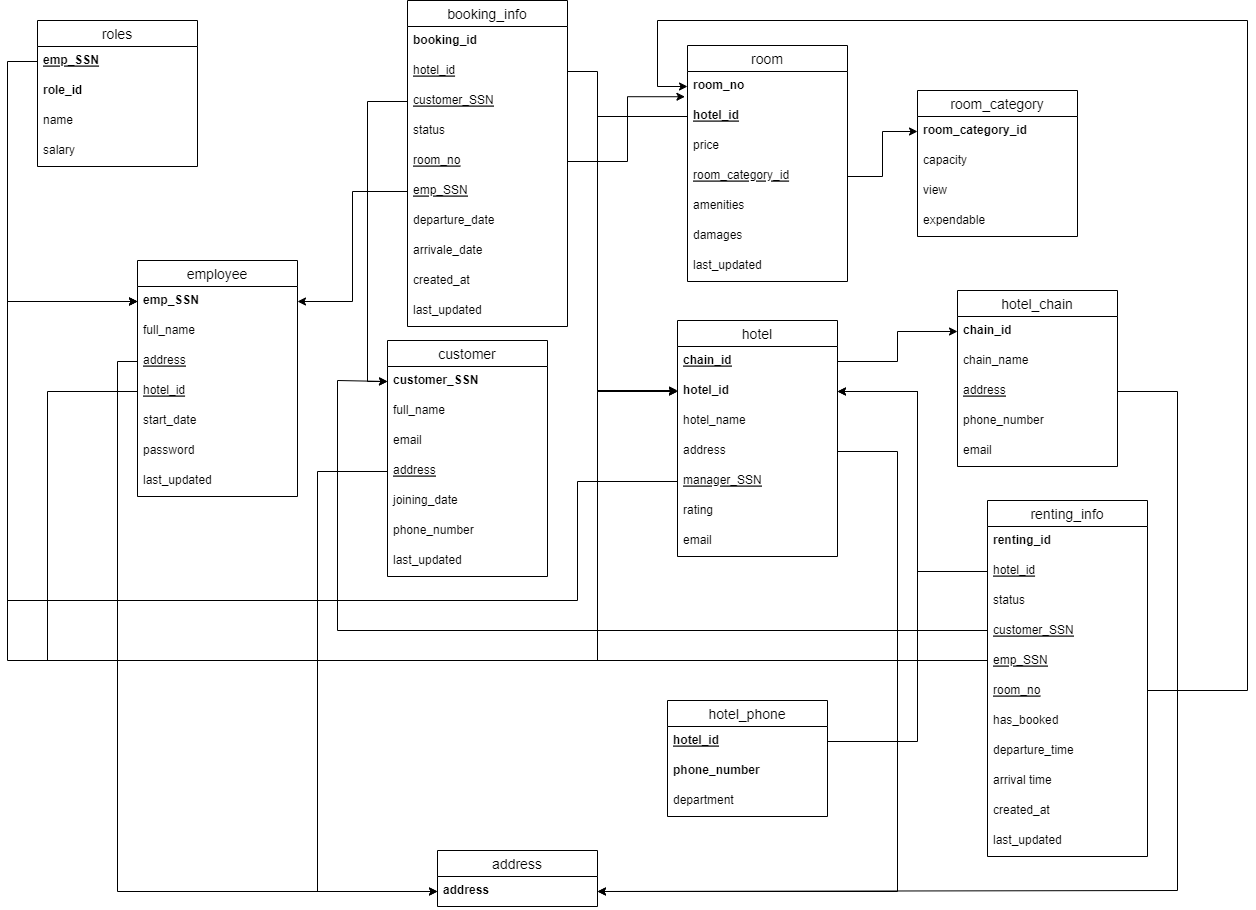 roles
emp_SSN
role_id
name
salary
booking_info
booking_id
hotel_id
customer_SSN
status
room_no
emp_SSN
departure_date
arrivale_date
created_at
last_updated
room
room_no
hotel_id
price
room_category_id
amenities
damages
last_updated
room_category
room_category_id
capacity
view
expendable
employee
emp_SSN
full_name
address
hotel_id
start_date
password
last_updated
customer
customer_SSN
full_name
email
address
joining_date
phone_number
last_updated
hotel
chain_id
hotel_id
hotel_name
address
manager_SSN
rating
email
hotel_chain
chain_id
chain_name
address
phone_number
email
renting_info
renting_id
hotel_id
status
customer_SSN
emp_SSN
room_no
has_booked
departure_time
arrival time
created_at
last_updated
hotel_phone
hotel_id
phone_number
department
address
address